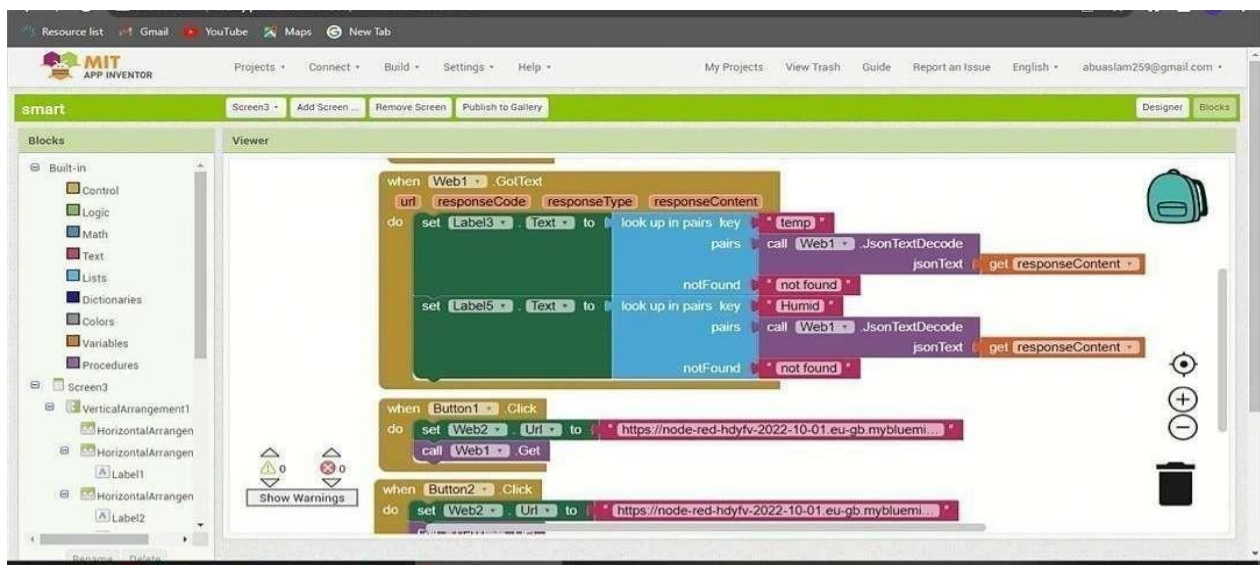 Resource list Gmail YouTube Maps New Tab
MIT
APP INVENTOR
Projects Connect Build Settings Help My Projects View Trash Guide Report an Issue English abuaslam259@gmail.com
smart Screen3 Add Screen ... Remove Screen Publish to Gallery Designer Blocks
Blocks Viewer
Built-in
Control
Logic
Math
Text
Lists
Dictionaries
Colors
Variables
Procedures
Screen3
VerticalArrangement1
HorizontalArrangen
HorizontalArrangen
Label1
HorizontalArrangen
Label2
Rename Delete
when Web1 .GotText
url responseCode responseType responseContent
do set Label3 . Text to look up in pairs key " temp "
pairs call Web1 .JsonTextDecode
jsonText get responseContent
notFound " not found "
set Label5 . Text to look up in pairs key " Humid "
pairs call Web1 .JsonTextDecode
jsonText get responseContent
notFound " not found "
when Button1 .Click
do set Web2 . Url to " https://node-red-hdyfv-2022-10-01.eu-gb.mybluemi... "
call Web1 .Get
when Button2 .Click
do set Web2 . Url to " https://node-red-hdyfv-2022-10-01.eu-gb.mybluemi... "
0 0
Show Warnings